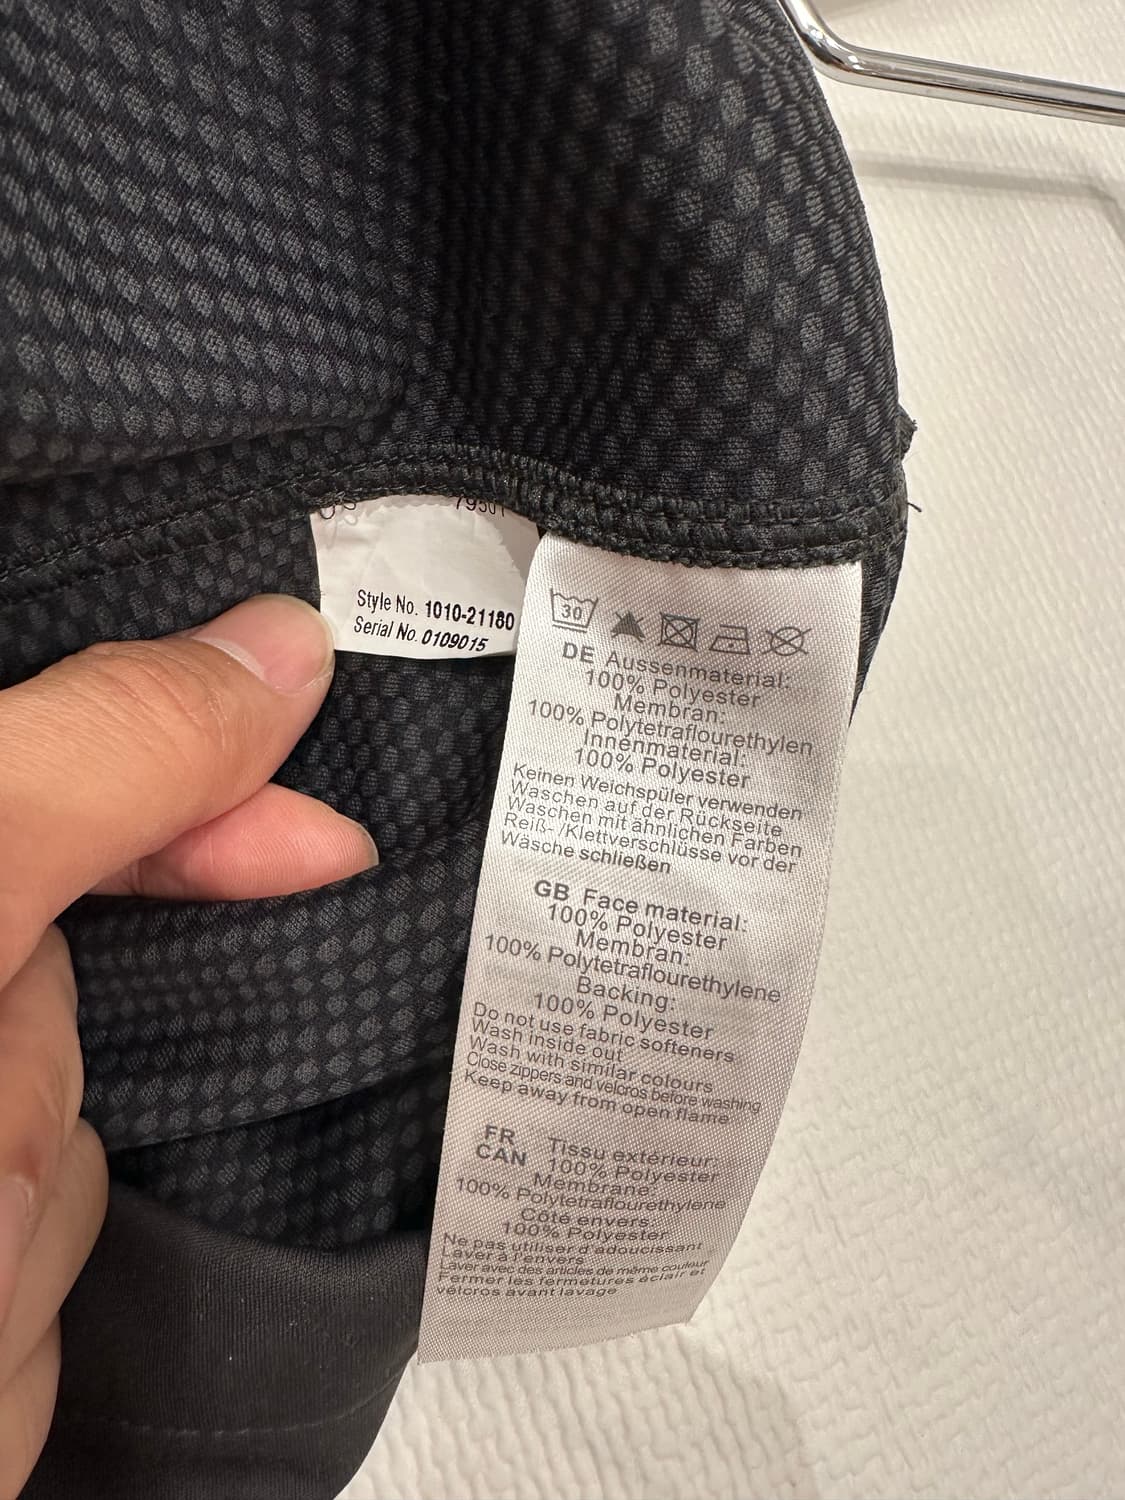 79501
Style No. 1010-21180
Serial No. 0109015
30
DE Aussenmaterial:
100% Polyester
Membran:
100% Polytetraflourethylen
Innenmaterial:
100% Polyester
Keinen Weichspüler verwenden
Waschen auf der Rückseite
Waschen mit ähnlichen Farben
Reiß- /Klettverschlüsse vor der
Wäsche schließen
GB Face material:
100% Polyester
Membran:
100% Polytetraflourethylene
Backing:
100% Polyester
Do not use fabric softeners
Wash inside out
Wash with similar colours
Close zippers and velcros before washing
Keep away from open flame
FR
CAN
Tissu extérieur:
100% Polyester
Membrane:
100% Polytetraflourethylene
Côté envers:
100% Polyester
Ne pas utiliser d'adoucissant
Laver à l'envers
Laver avec des articles de même couleur
Fermer les fermetures éclair et
velcros avant lavage